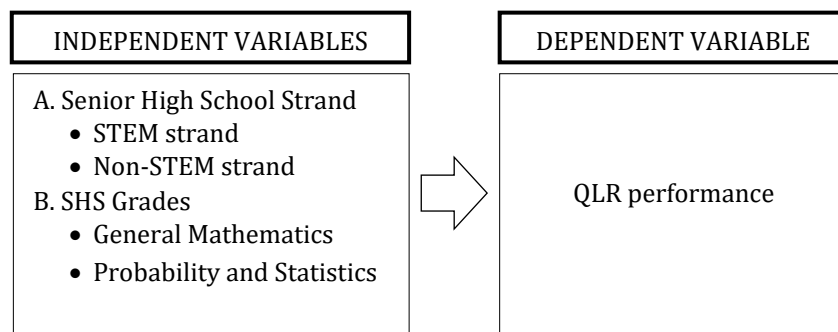 INDEPENDENT VARIABLES
A. Senior High School Strand
• STEM strand
• Non-STEM strand
B. SHS Grades
• General Mathematics
• Probability and Statistics
DEPENDENT VARIABLE
QLR performance